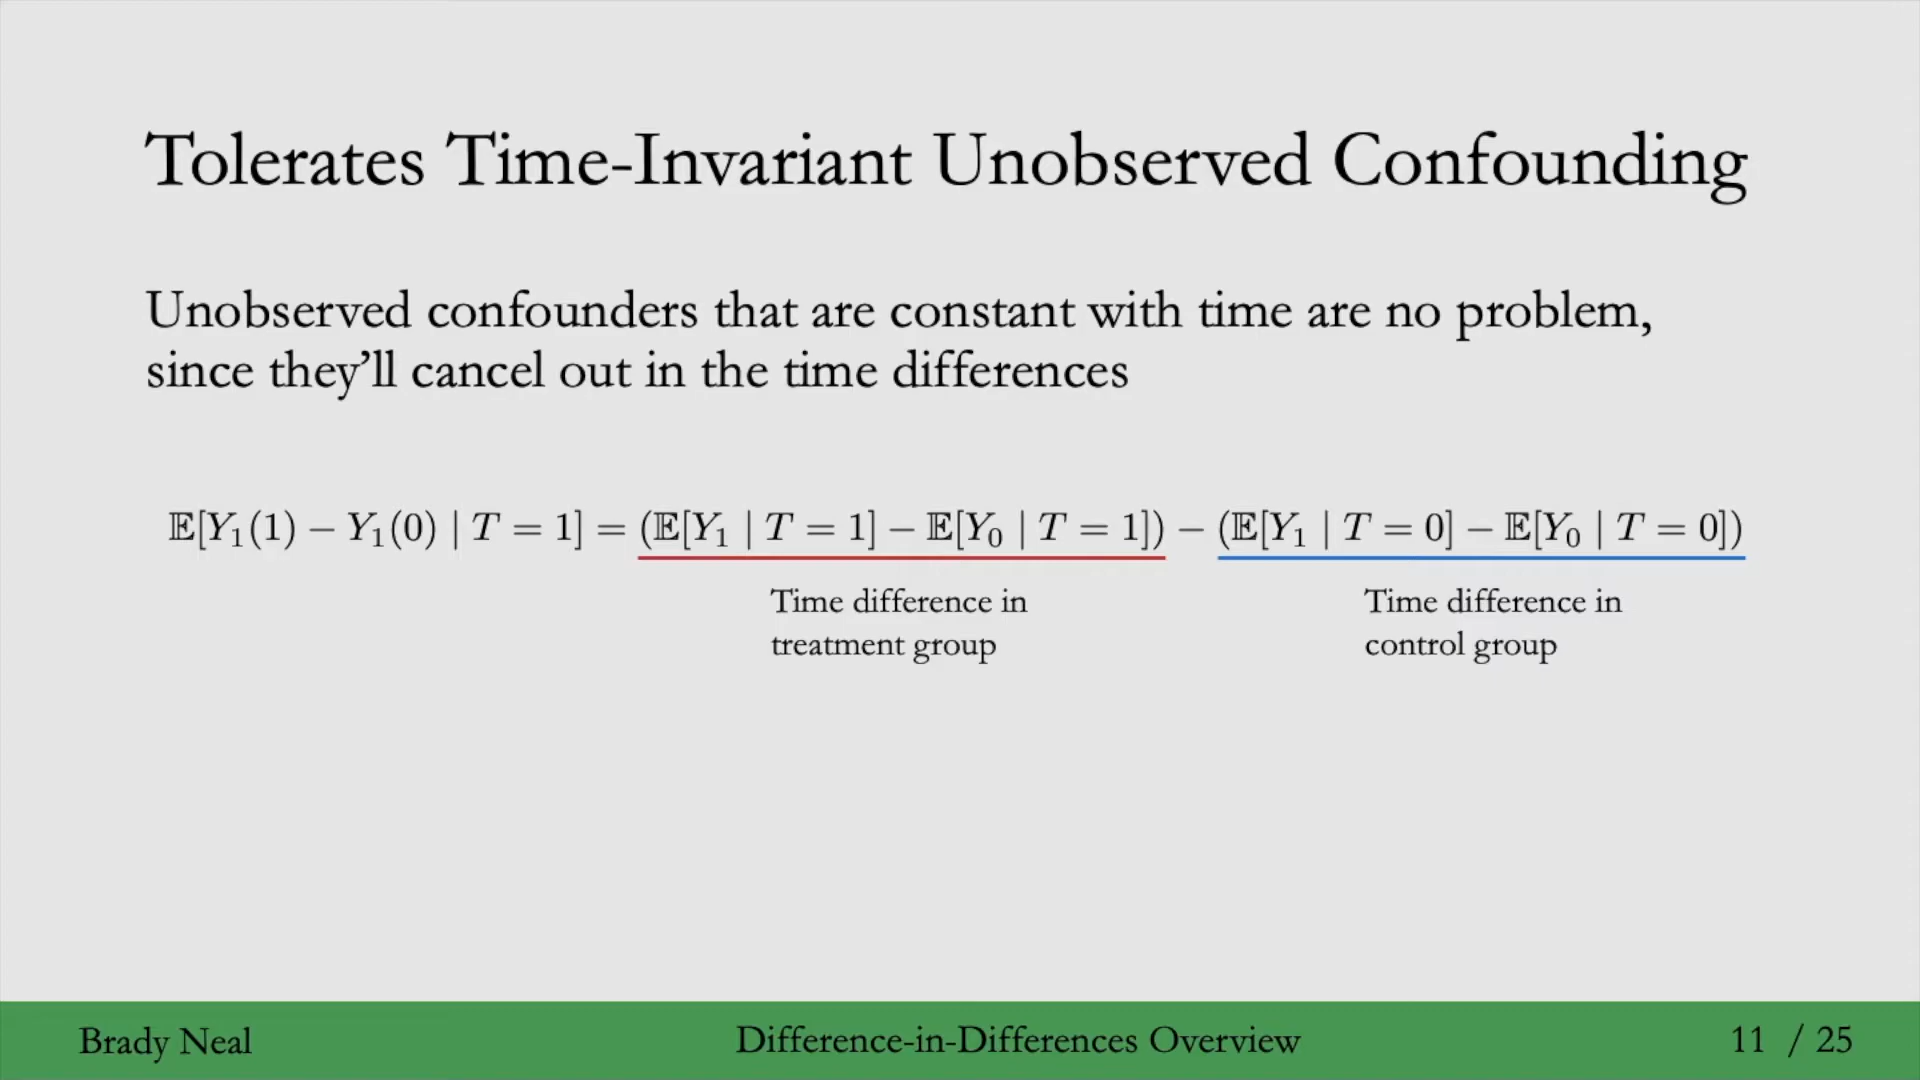 Tolerates Time-Invariant Unobserved Confounding
Unobserved confounders that are constant with time are no problem,
since they’ll cancel out in the time differences
𝔼[Y₁(1) − Y₁(0) | T = 1] = (𝔼[Y₁ | T = 1] − 𝔼[Y₀ | T = 1]) − (𝔼[Y₁ | T = 0] − 𝔼[Y₀ | T = 0])
Time difference in
treatment group
Time difference in
control group
Brady Neal
Difference-in-Differences Overview
11 / 25